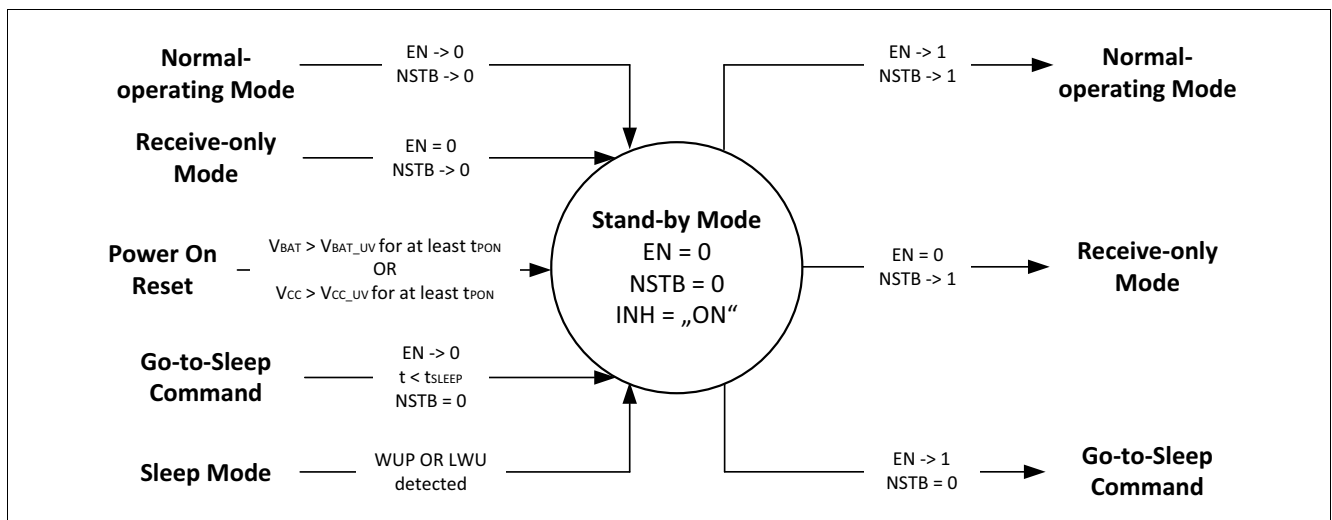 Normal-
operating Mode
EN -> 0
NSTB -> 0
Receive-only
Mode
EN = 0
NSTB -> 0
Power On
Reset
VBAT > VBAT_UV for at least tPON
OR
VCC > VCC_UV for at least tPON
Go-to-Sleep
Command
EN -> 0
t < tSLEEP
NSTB = 0
Sleep Mode
WUP OR LWU
detected
Stand-by Mode
EN = 0
NSTB = 0
INH = „ON“
EN -> 1
NSTB -> 1
Normal-
operating Mode
EN = 0
NSTB -> 1
Receive-only
Mode
EN -> 1
NSTB = 0
Go-to-Sleep
Command